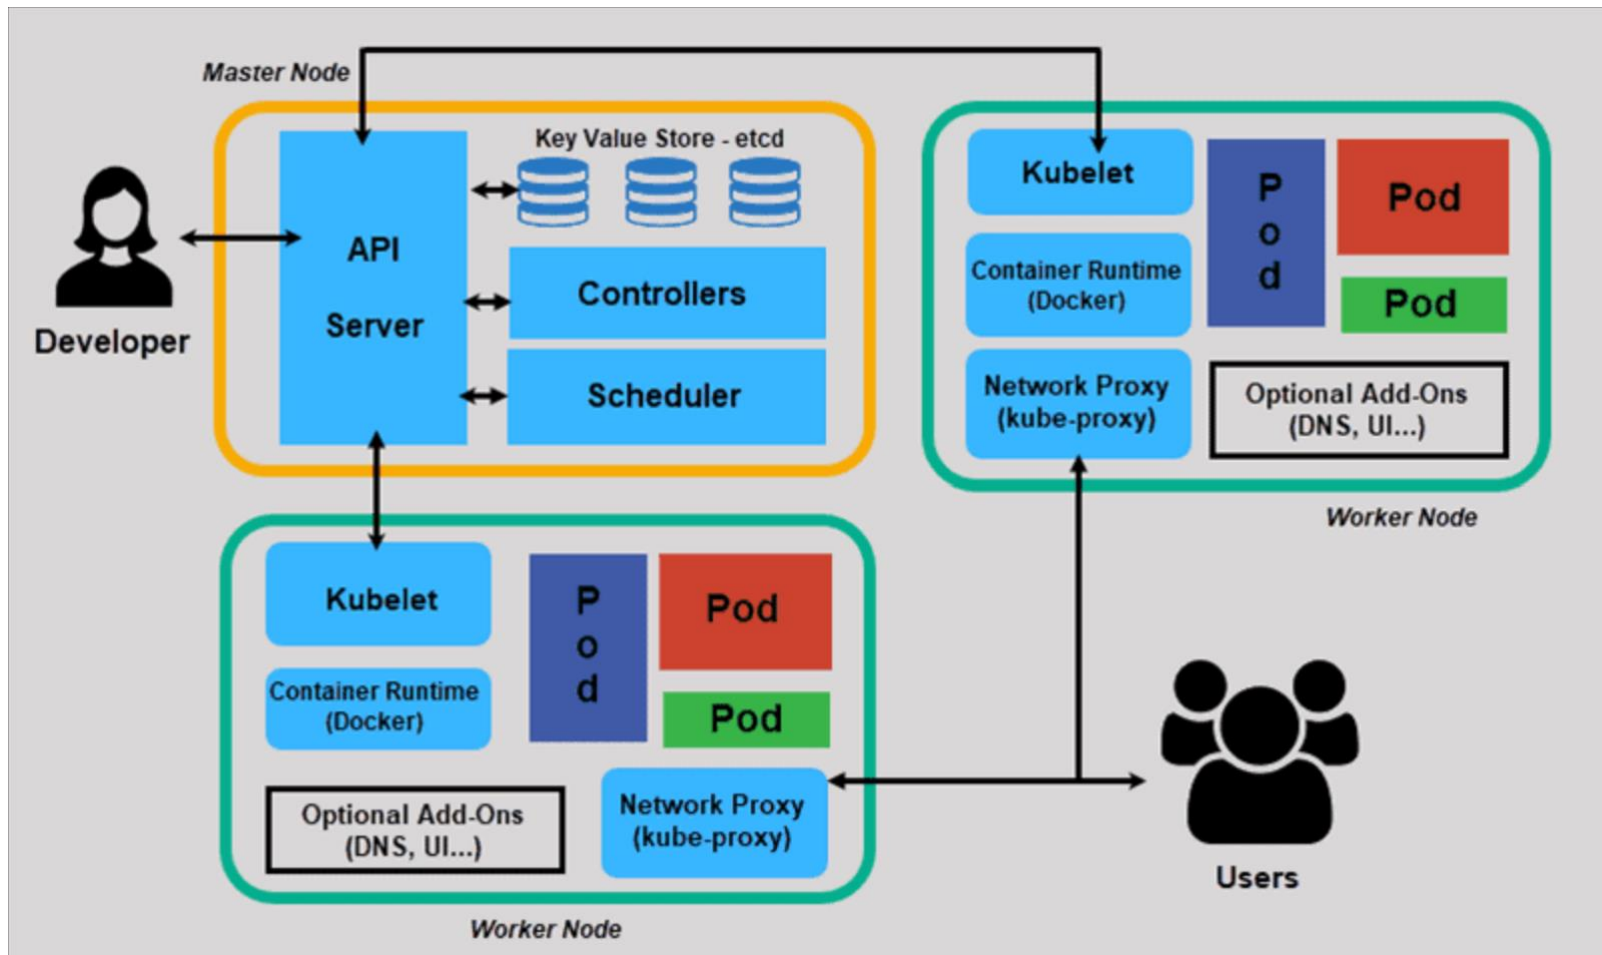 Master Node
Key Value Store - etcd
API
Server
Controllers
Scheduler
Developer
Kubelet
Container Runtime
(Docker)
Network Proxy
(kube-proxy)
P
o
d
Pod
Pod
Optional Add-Ons
(DNS, UI...)
Worker Node
Kubelet
Container Runtime
(Docker)
P
o
d
Pod
Pod
Optional Add-Ons
(DNS, UI...)
Network Proxy
(kube-proxy)
Worker Node
Users